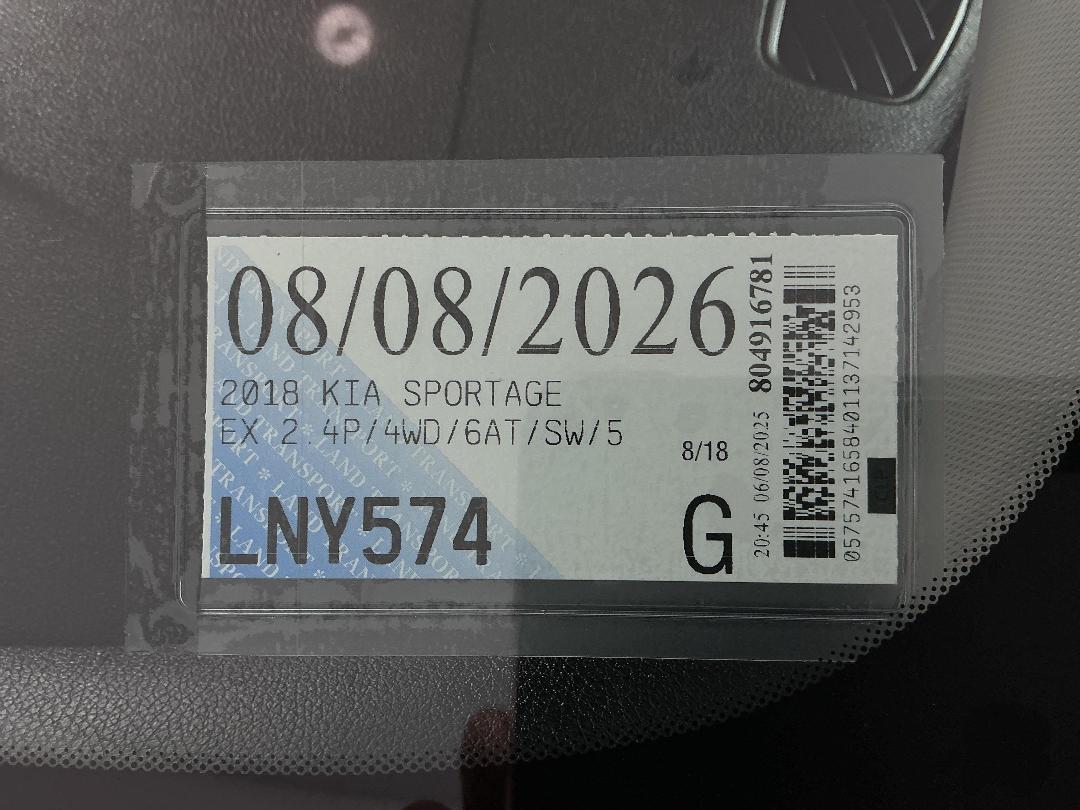 08/08/2026
2018 KIA SPORTAGE
EX 2.4P/4WD/6AT/SW/5
8/18
LNY574
G
804916781
20:45 06/08/2025
0575741658401137142953